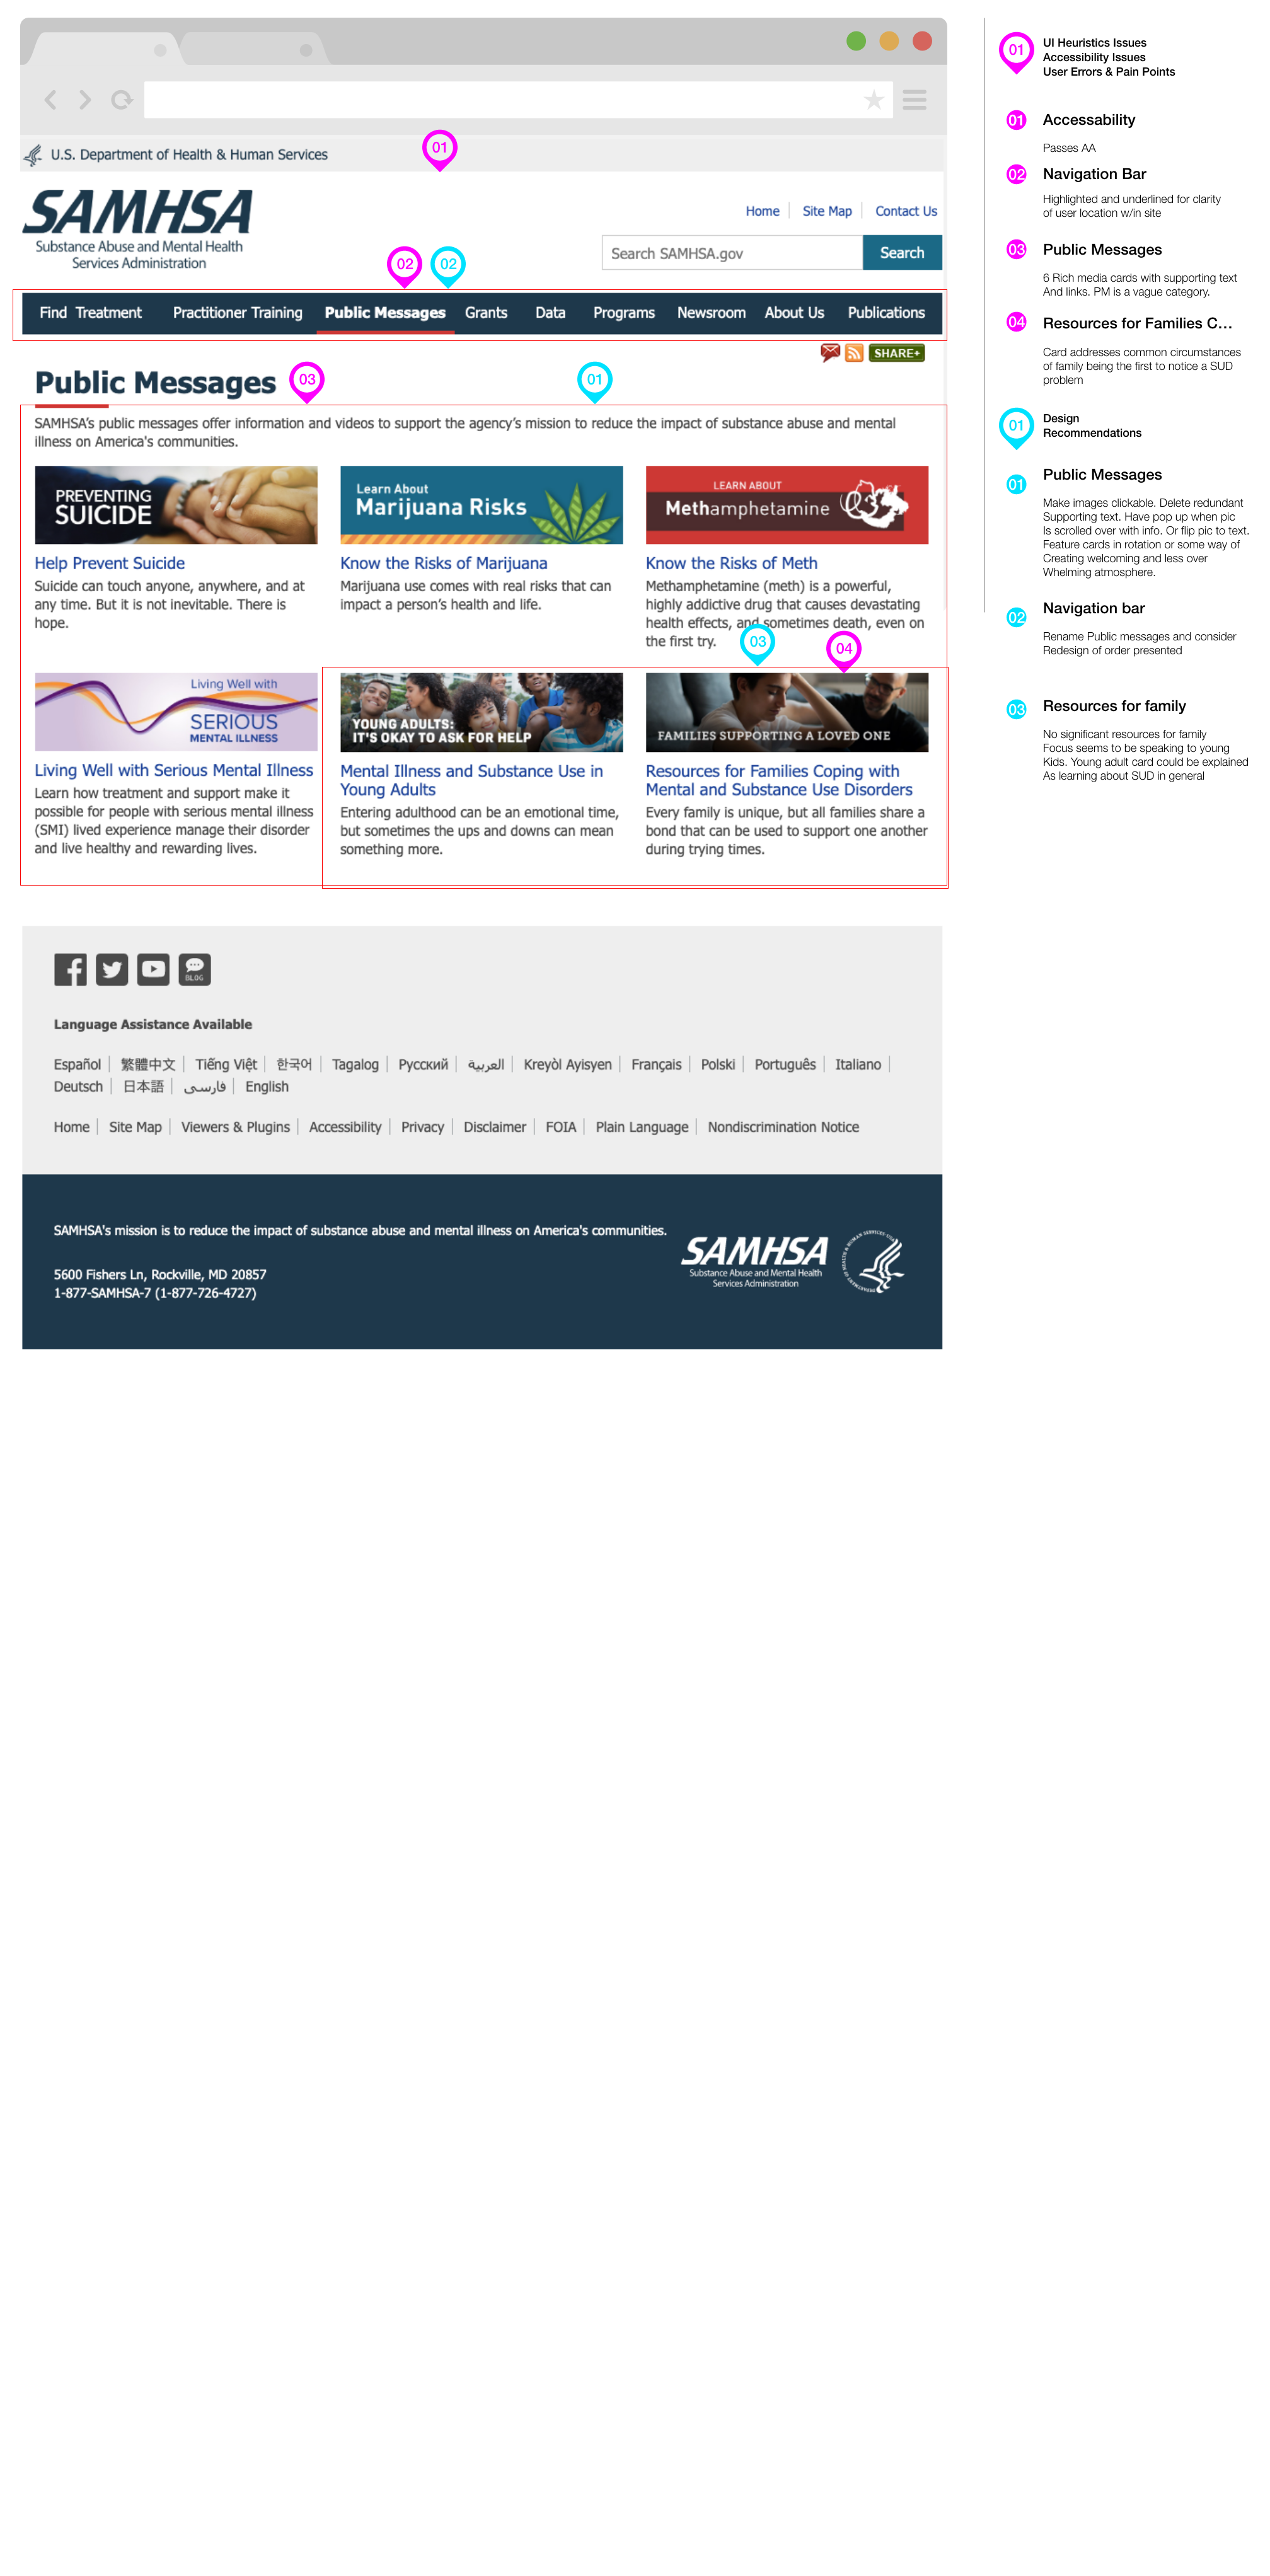 U.S. Department of Health & Human Services
01
SAMHSA
Substance Abuse and Mental Health
Services Administration
Home
Site Map
Contact Us
Search SAMHSA.gov
Search
02
02
Find Treatment
Practitioner Training
Public Messages
Grants
Data
Programs
Newsroom
About Us
Publications
SHARE+
Public Messages
03
01
SAMHSA's public messages offer information and videos to support the agency's mission to reduce the impact of substance abuse and mental
illness on America's communities.
PREVENTING
SUICIDE
Help Prevent Suicide
Suicide can touch anyone, anywhere, and at
any time. But it is not inevitable. There is
hope.
Learn About
Marijuana Risks
Know the Risks of Marijuana
Marijuana use comes with real risks that can
impact a person's health and life.
LEARN ABOUT
Methamphetamine
Know the Risks of Meth
Methamphetamine (meth) is a powerful,
highly addictive drug that causes devastating
health effects, and sometimes death, even on
the first try.
03
04
Living Well with
SERIOUS
MENTAL ILLNESS
Living Well with Serious Mental Illness
Learn how treatment and support make it
possible for people with serious mental illness
(SMI) lived experience manage their disorder
and live healthy and rewarding lives.
YOUNG ADULTS:
IT'S OKAY TO ASK FOR HELP
Mental Illness and Substance Use in
Young Adults
Entering adulthood can be an emotional time,
but sometimes the ups and downs can mean
something more.
FAMILIES SUPPORTING A LOVED ONE
Resources for Families Coping with
Mental and Substance Use Disorders
Every family is unique, but all families share a
bond that can be used to support one another
during trying times.
BLOG
Language Assistance Available
Español | 繁體中文 | Tiếng Việt | 한국어 | Tagalog | Русский | العربية | Kreyòl Ayisyen | Français | Polski | Português | Italiano |
Deutsch | 日本語 | فارسی | English
Home | Site Map | Viewers & Plugins | Accessibility | Privacy | Disclaimer | FOIA | Plain Language | Nondiscrimination Notice
SAMHSA's mission is to reduce the impact of substance abuse and mental illness on America's communities.
5600 Fishers Ln, Rockville, MD 20857
1-877-SAMHSA-7 (1-877-726-4727)
SAMHSA
Substance Abuse and Mental Health
Services Administration
01
UI Heuristics Issues
Accessibility Issues
User Errors & Pain Points
01
Accessability
Passes AA
02
Navigation Bar
Highlighted and underlined for clarity
of user location w/in site
03
Public Messages
6 Rich media cards with supporting text
And links. PM is a vague category.
04
Resources for Families C...
Card addresses common circumstances
of family being the first to notice a SUD
problem
01
Design
Recommendations
01
Public Messages
Make images clickable. Delete redundant
Supporting text. Have pop up when pic
Is scrolled over with info. Or flip pic to text.
Feature cards in rotation or some way of
Creating welcoming and less over
Whelming atmosphere.
02
Navigation bar
Rename Public messages and consider
Redesign of order presented
03
Resources for family
No significant resources for family
Focus seems to be speaking to young
Kids. Young adult card could be explained
As learning about SUD in general